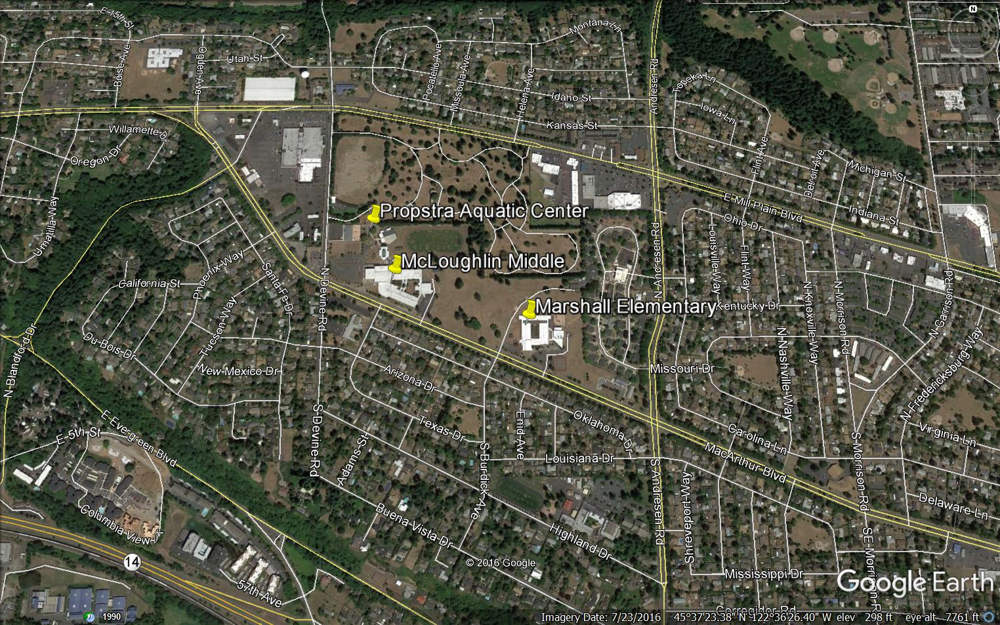 E 15th St
Boise Ave
Ogden Ave
Utah St
Pocatello Ave
Missoula Ave
Montana Ln
Helena Ave
Idaho St
Kansas St
Andresen Rd
Topeka Ln
Iowa Ln
Flint Ave
Detroit Ave
Michigan St
Indiana St
E Mill Plain Blvd
Ohio Dr
Willamette Dr
Oregon Dr
Umatilla Way
Propstra Aquatic Center
McLoughlin Middle
Marshall Elementary
N Andresen Rd
Louisville Way
Flint Way
Kentucky Dr
N Knoxville Way
N Morrison Rd
N Garrison Rd
N Nashville Way
N Fredericksburg Way
Phoenix Way
California St
Santa Fe Dr
Tucson Way
N Devine Rd
Du Bois Dr
New Mexico Dr
N Blandford Dr
Arizona Dr
Missouri Dr
Texas Dr
Enid Ave
Oklahoma Dr
Carolina Ln
Virginia Ln
E 5th St
E Evergreen Blvd
S Devine Rd
Adams St
S Burdick Ave
Louisiana Dr
MacArthur Blvd
S Andresen Rd
Shreveport Way
S Morrison Rd
Delaware Ln
Columbia View Dr
Buena Vista Dr
Highland Dr
SE Morrison R
Mississippi Dr
14
57th Ave
Corregidor Rd
© 2016 Google
Google Earth
N
1990
Imagery Date: 7/23/2016 45°37'23.38" N 122°36'26.40" W elev 298 ft eye alt 7761 ft